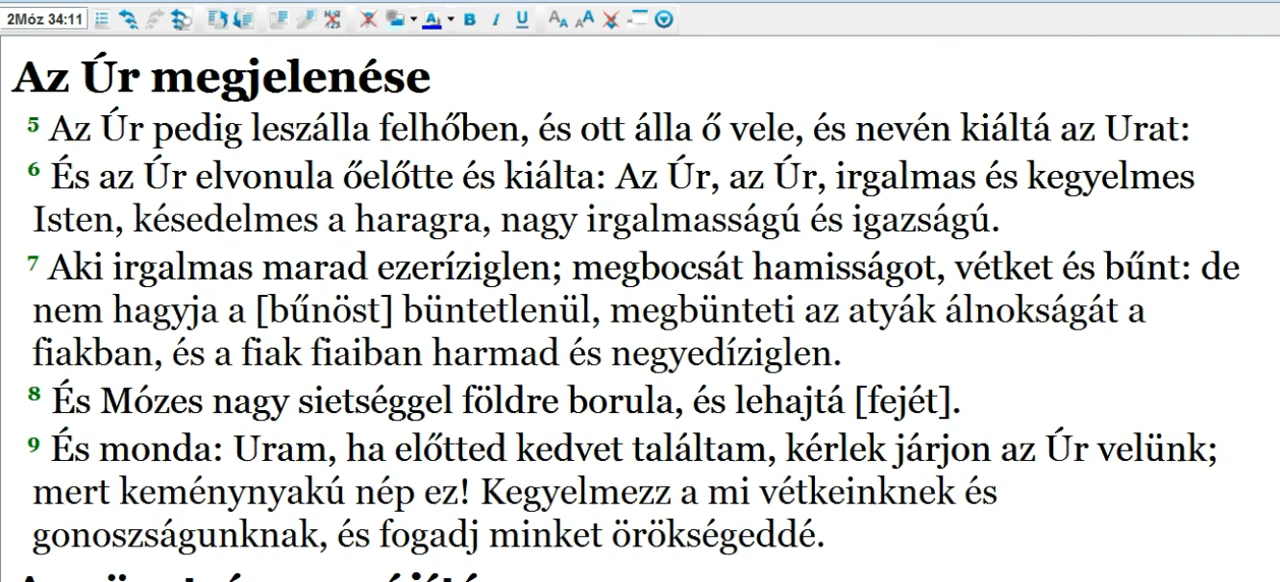 2Móz 34:11
Az Úr megjelenése
5 Az Úr pedig leszálla felhőben, és ott álla ő vele, és nevén kiáltá az Urat:
6 És az Úr elvonula őelőtte és kiálta: Az Úr, az Úr, irgalmas és kegyelmes
Isten, késedelmes a haragra, nagy irgalmasságú és igazságú.
7 Aki irgalmas marad ezeríziglen; megbocsát hamisságot, vétket és bűnt: de
nem hagyja a [bűnöst] büntetlenül, megbünteti az atyák álnokságát a
fiakban, és a fiak fiaiban harmad és negyedíziglen.
8 És Mózes nagy sietséggel földre borula, és lehajtá [fejét].
9 És monda: Uram, ha előtted kedvet találtam, kérlek járjon az Úr velünk;
mert keménynyakú nép ez! Kegyelmezz a mi vétkeinknek és
gonoszságunknak, és fogadj minket örökségeddé.